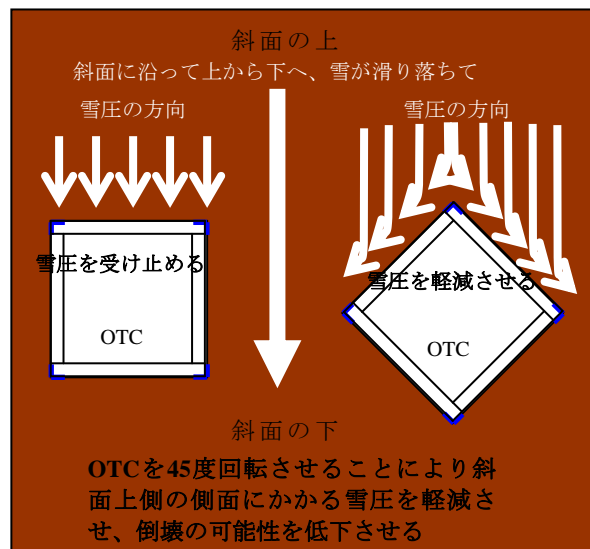 斜面の上
斜面に沿って上から下へ、雪が滑り落ちて
雪圧の方向
雪圧の方向
雪圧を受け止める
雪圧を軽減させる
OTC
OTC
斜面の下
OTCを45度回転させることにより斜
面上側の側面にかかる雪圧を軽減さ
せ、倒壊の可能性を低下させる